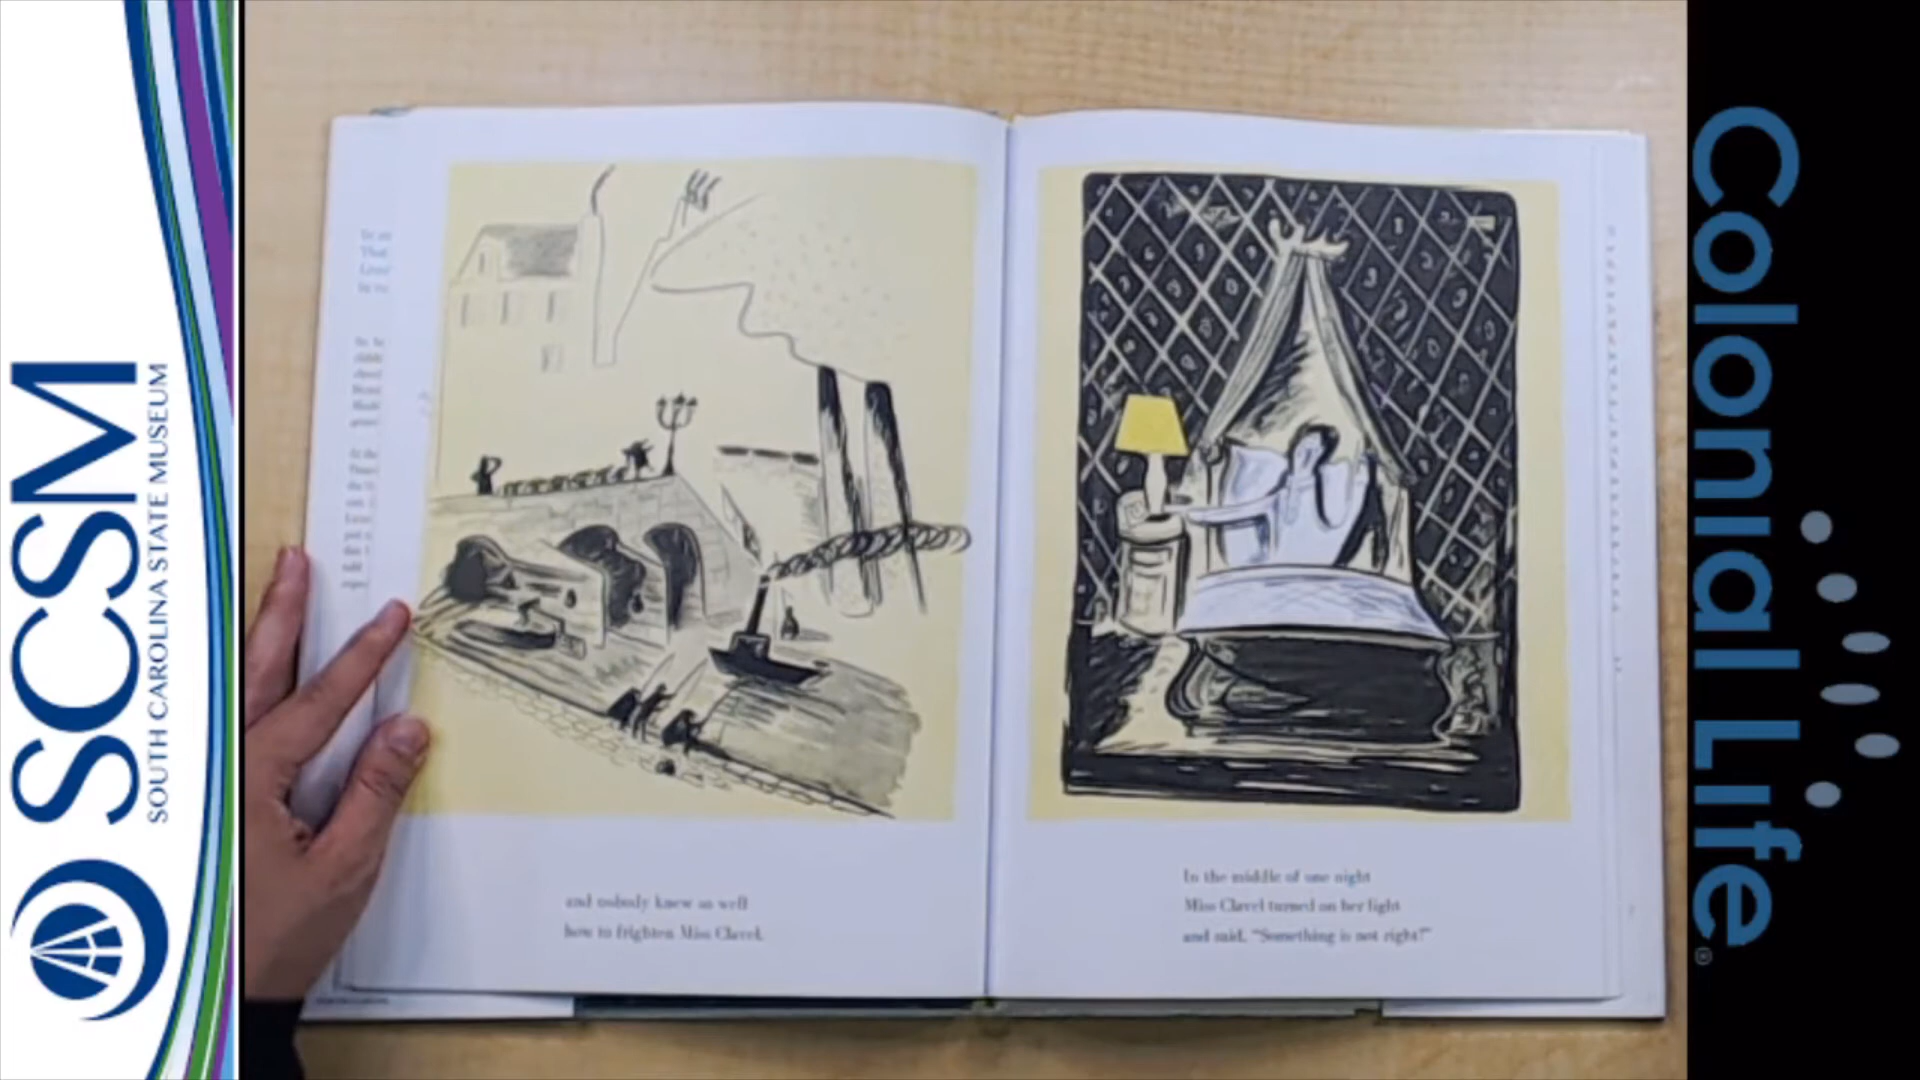 SCSM
SOUTH CAROLINA STATE MUSEUM
and nobody knew so well
how to frighten Miss Clavel.
In the middle of one night
Miss Clavel turned on her light
and said, "Something is not right!"
Colonial Life